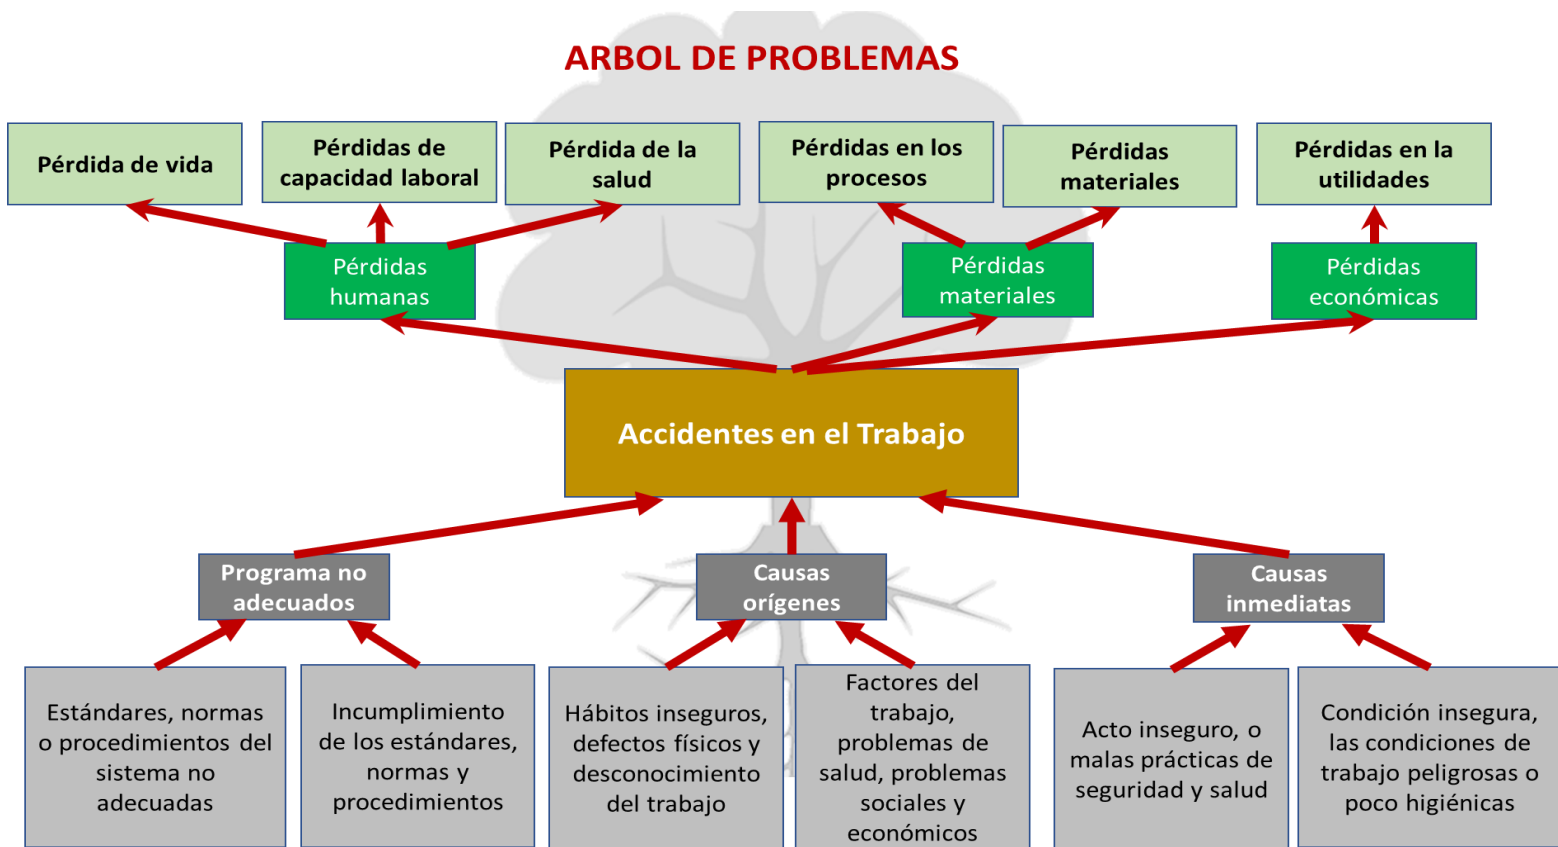 ARBOL DE PROBLEMAS
Pérdida de vida
Pérdidas de
capacidad laboral
Pérdida de la
salud
Pérdidas en los
procesos
Pérdidas
materiales
Pérdidas en la
utilidades
Pérdidas
humanas
Pérdidas
materiales
Pérdidas
económicas
Accidentes en el Trabajo
Programa no
adecuados
Causas
orígenes
Causas
inmediatas
Estándares, normas
o procedimientos del
sistema no
adecuadas
Incumplimiento
de los estándares,
normas y
procedimientos
Hábitos inseguros,
defectos físicos y
desconocimiento
del trabajo
Factores del
trabajo,
problemas de
salud, problemas
sociales y
económicos
Acto inseguro, o
malas prácticas de
seguridad y salud
Condición insegura,
las condiciones de
trabajo peligrosas o
poco higiénicas